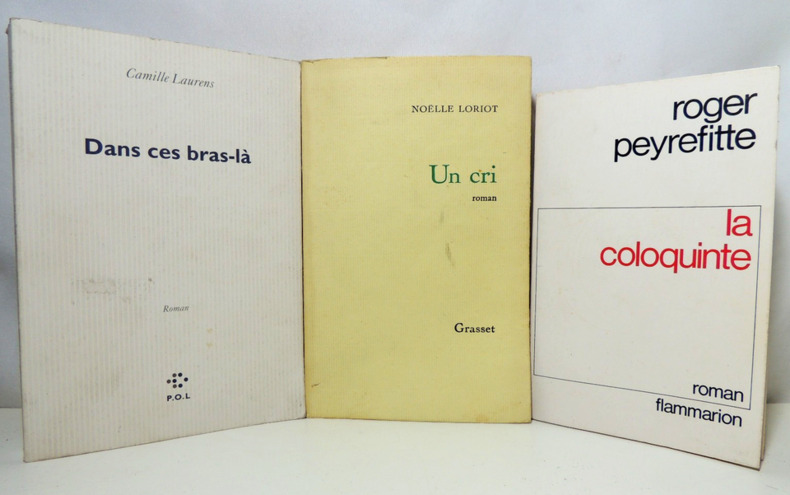 Camille Laurens
Dans ces bras-là
Roman
P.O.L
NOËLLE LORIOT
Un cri
roman
Grasset
roger
peyrefitte
la
coloquinte
roman
flammarion